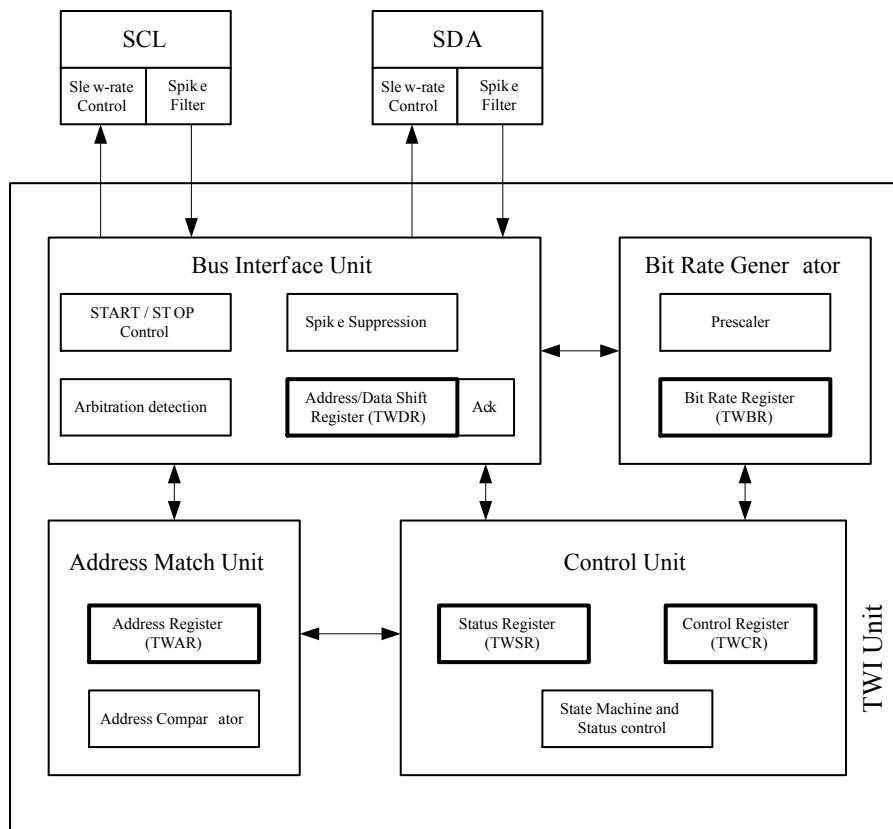 SCL
SDA
Slew-rate
Control
Spike
Filter
Slew-rate
Control
Spike
Filter
Bus Interface Unit
START / STOP
Control
Spike Suppression
Arbitration detection
Address/Data Shift
Register (TWDR)
Ack
Bit Rate Generator
Prescaler
Bit Rate Register
(TWBR)
Address Match Unit
Address Register
(TWAR)
Address Comparator
Control Unit
Status Register
(TWSR)
Control Register
(TWCR)
State Machine and
Status control
TWI Unit